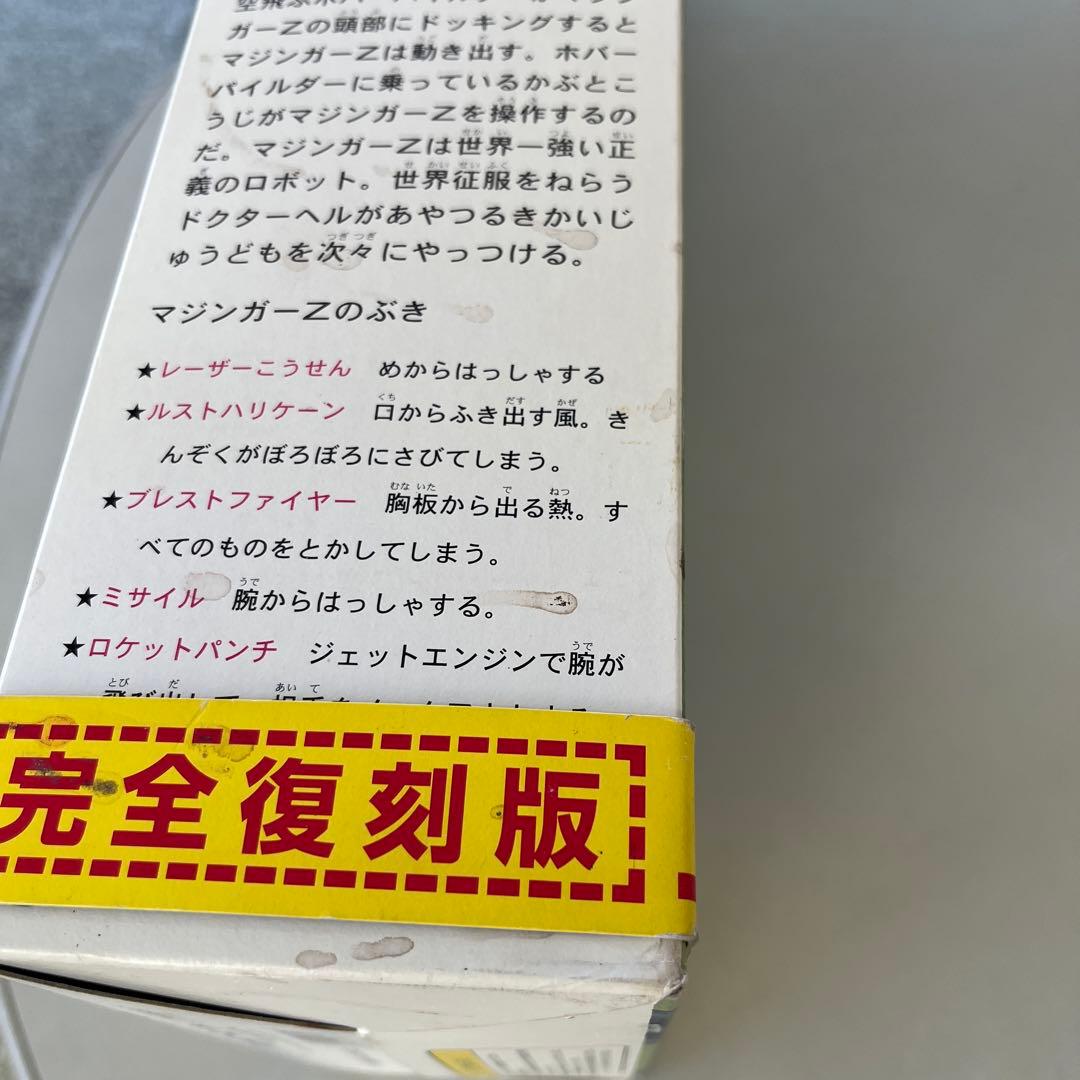 ガーZの頭部にドッキングすると
マジンガーZは動き出す。ホバー
パイルダーに乗っているかぶとこ
うじがマジンガーZを操作するの
だ。マジンガーZは世界一強い正
義のロボット。世界征服をねらう
ドクターヘルがあやつるきかいじ
ゅうどもを次々にやっつける。
マジンガーZのぶき
★レーザーこうせん　めからはっしゃする
★ルストハリケーン　口からふき出す風。き
んぞくがぼろぼろにさびてしまう。
★ブレストファイヤー　胸板から出る熱。す
べてのものをとかしてしまう。
★ミサイル　腕からはっしゃする。
★ロケットパンチ　ジェットエンジンで腕が
完全復刻版